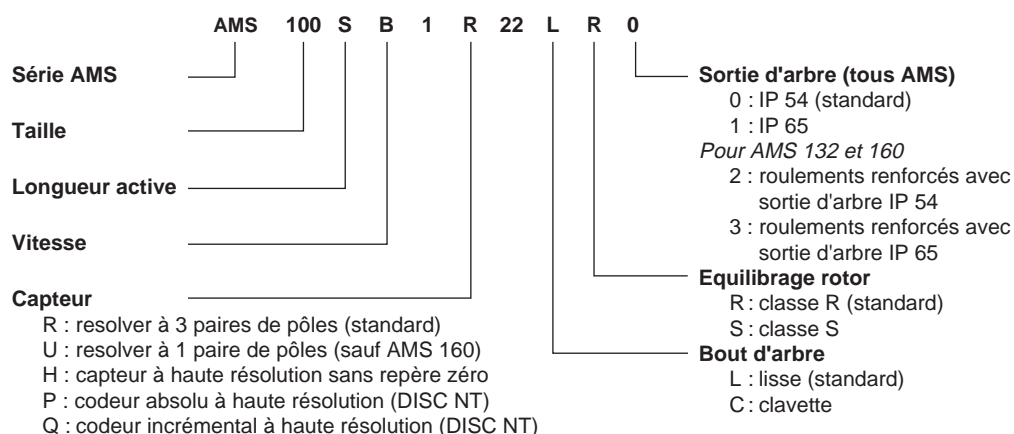 AMS 100 S B 1 R 22 L R 0
Série AMS
Taille
Longueur active
Vitesse
Capteur
R : resolver à 3 paires de pôles (standard)
U : resolver à 1 paire de pôles (sauf AMS 160)
H : capteur à haute résolution sans repère zéro
P : codeur absolu à haute résolution (DISC NT)
Q : codeur incrémental à haute résolution (DISC NT)
Sortie d'arbre (tous AMS)
0 : IP 54 (standard)
1 : IP 65
Pour AMS 132 et 160
2 : roulements renforcés avec
sortie d'arbre IP 54
3 : roulements renforcés avec
sortie d'arbre IP 65
Equilibrage rotor
R : classe R (standard)
S : classe S
Bout d'arbre
L : lisse (standard)
C : clavette